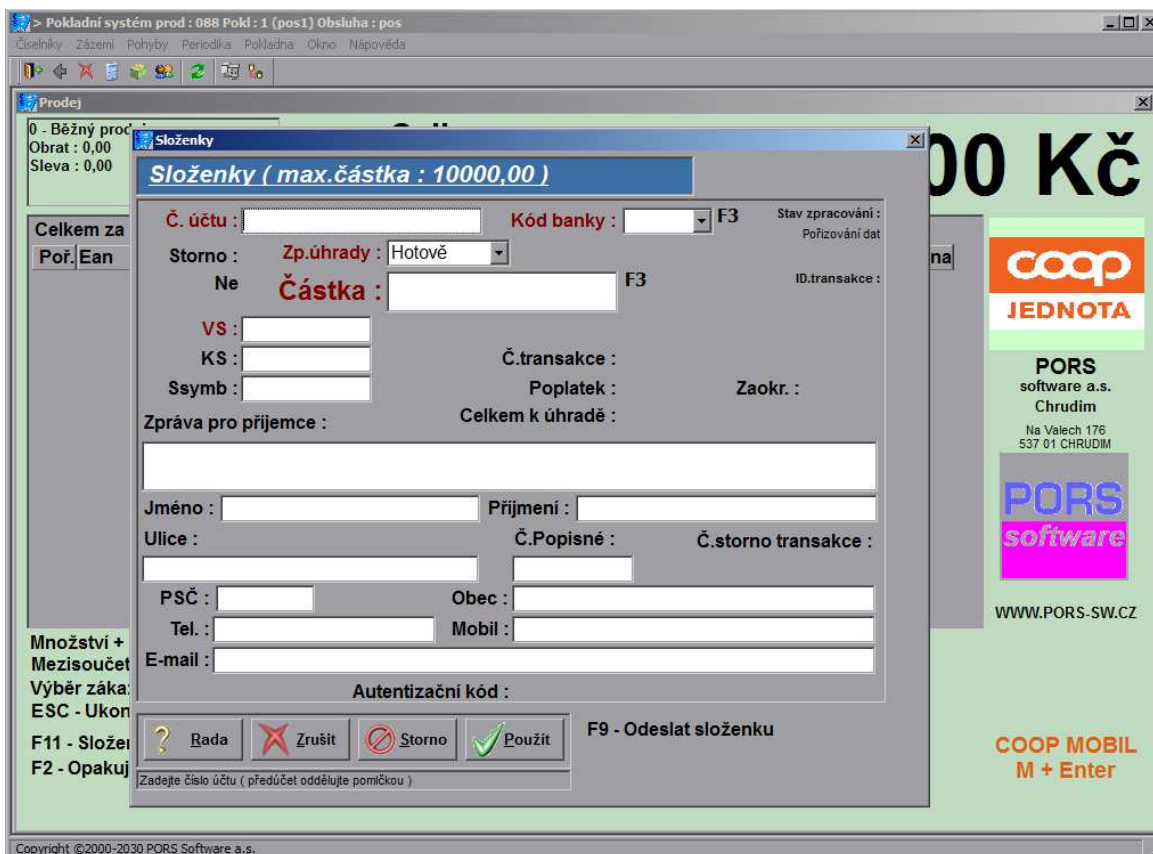 > Pokladní systém prod : 088 Pokl : 1 (pos1) Obsluha : pos
Číselníky Zázemí Pohyby Periodika Pokladna Okno Nápověda
Prodej
0 - Běžný
Obrat : 0,00
Sleva : 0,00
00 Kč
Celkem za
Poř. Ean
na
Složenky
Složenky ( max.částka : 10000,00 )
Č. účtu : Kód banky : F3 Stav zpracování :
Pořizování dat
Storno : Zp.úhrady : Hotově
Ne Částka : F3 ID.transakce :
VS :
KS : Č.transakce :
Ssymb : Poplatek : Zaokr. :
Zpráva pro příjemce : Celkem k úhradě :
Jméno : Příjmení :
Ulice : Č.Popisné : Č.storno transakce :
PSČ : Obec :
Tel. : Mobil :
E-mail :
Autentizační kód :
Rada Zrušit Storno Použít F9 - Odeslat složenku
Zadejte číslo účtu ( předúčet oddělujte pomlčkou )
coop
JEDNOTA
PORS
software a.s.
Chrudim
Na Valech 176
537 01 CHRUDIM
PORS
software
WWW.PORS-SW.CZ
Množství +
Mezisoučet
Výběr záka
ESC - Ukon
F11 - Složen
F2 - Opakuj
COOP MOBIL
M + Enter
Copyright ©2000-2030 PORS Software a.s.